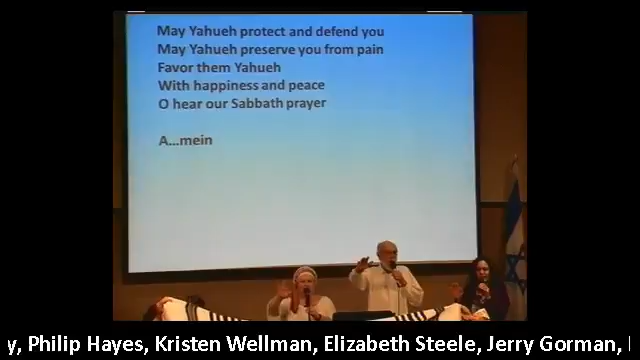 May Yahueh protect and defend you
May Yahueh preserve you from pain
Favor them Yahueh
With happiness and peace
O hear our Sabbath prayer
A...mein
y, Philip Hayes, Kristen Wellman, Elizabeth Steele, Jerry Gorman,